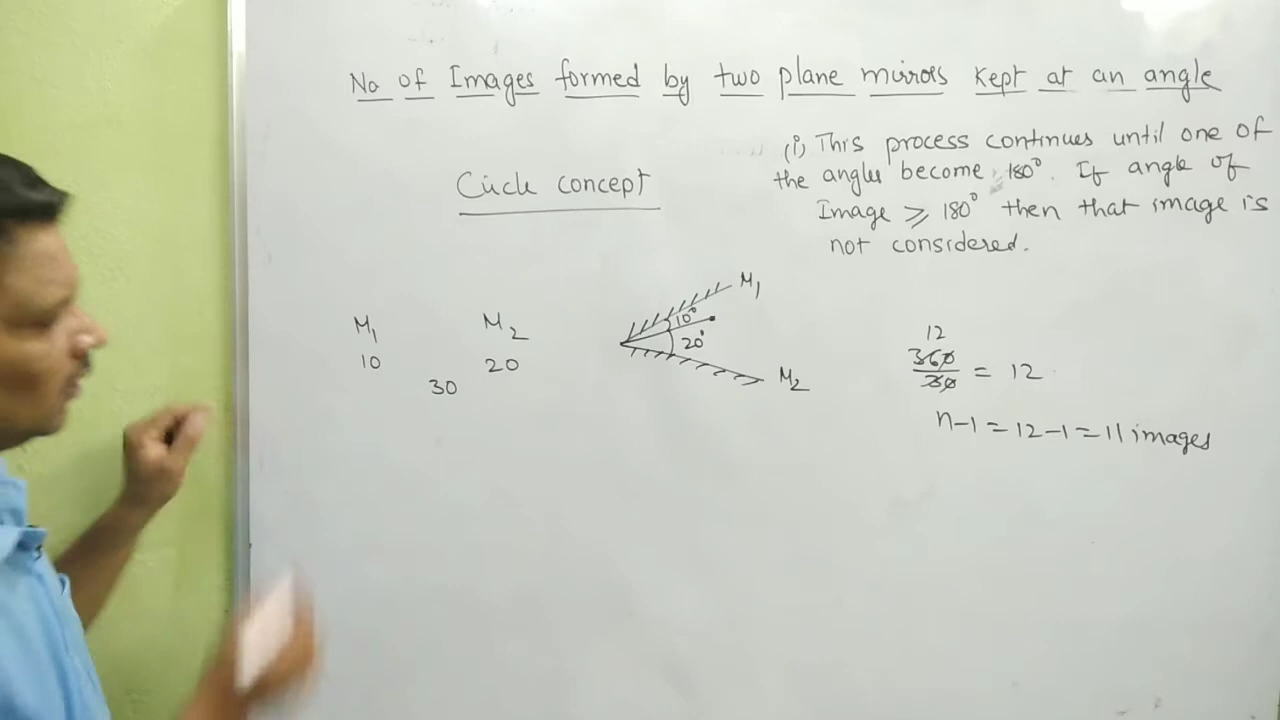 No of Images formed by two plane mirrors kept at an angle
(i) This process continues until one of
the angles become 180°. If angle of
Image ≥ 180° then that image is
not considered.
Circle concept
M₁ M₂
10 20
30
M₁
10°
20°
M₂
12
360/30 = 12
n-1 = 12-1 = 11 images